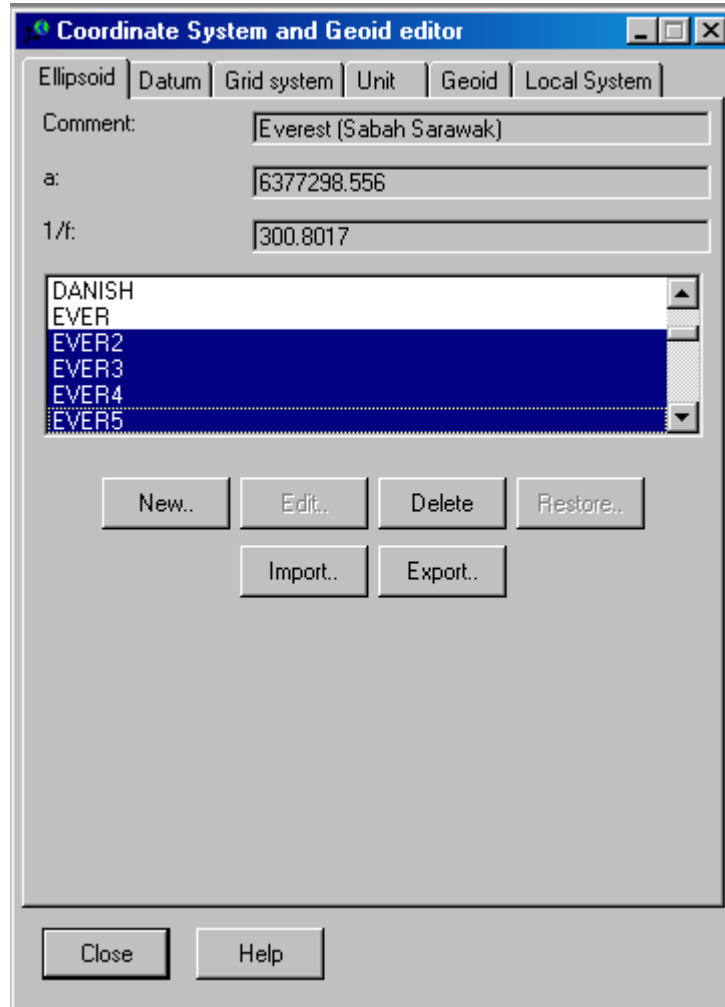 Coordinate System and Geoid editor
Ellipsoid Datum Grid system Unit Geoid Local System
Comment: Everest (Sabah Sarawak)
a: 6377298.556
1/f: 300.8017
DANISH
EVER
EVER2
EVER3
EVER4
EVER5
New.. Edit.. Delete Restore..
Import.. Export..
Close Help